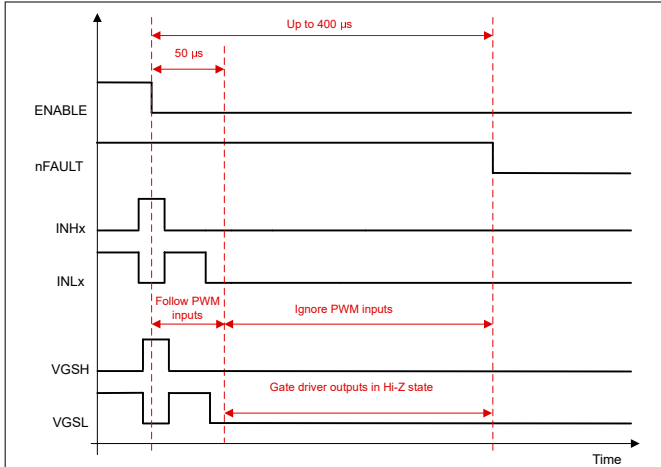 Up to 400 µs
50 µs
ENABLE
nFAULT
INHx
INLx
Follow PWM
inputs
Ignore PWM inputs
VGSH
Gate driver outputs in Hi-Z state
VGSL
Time